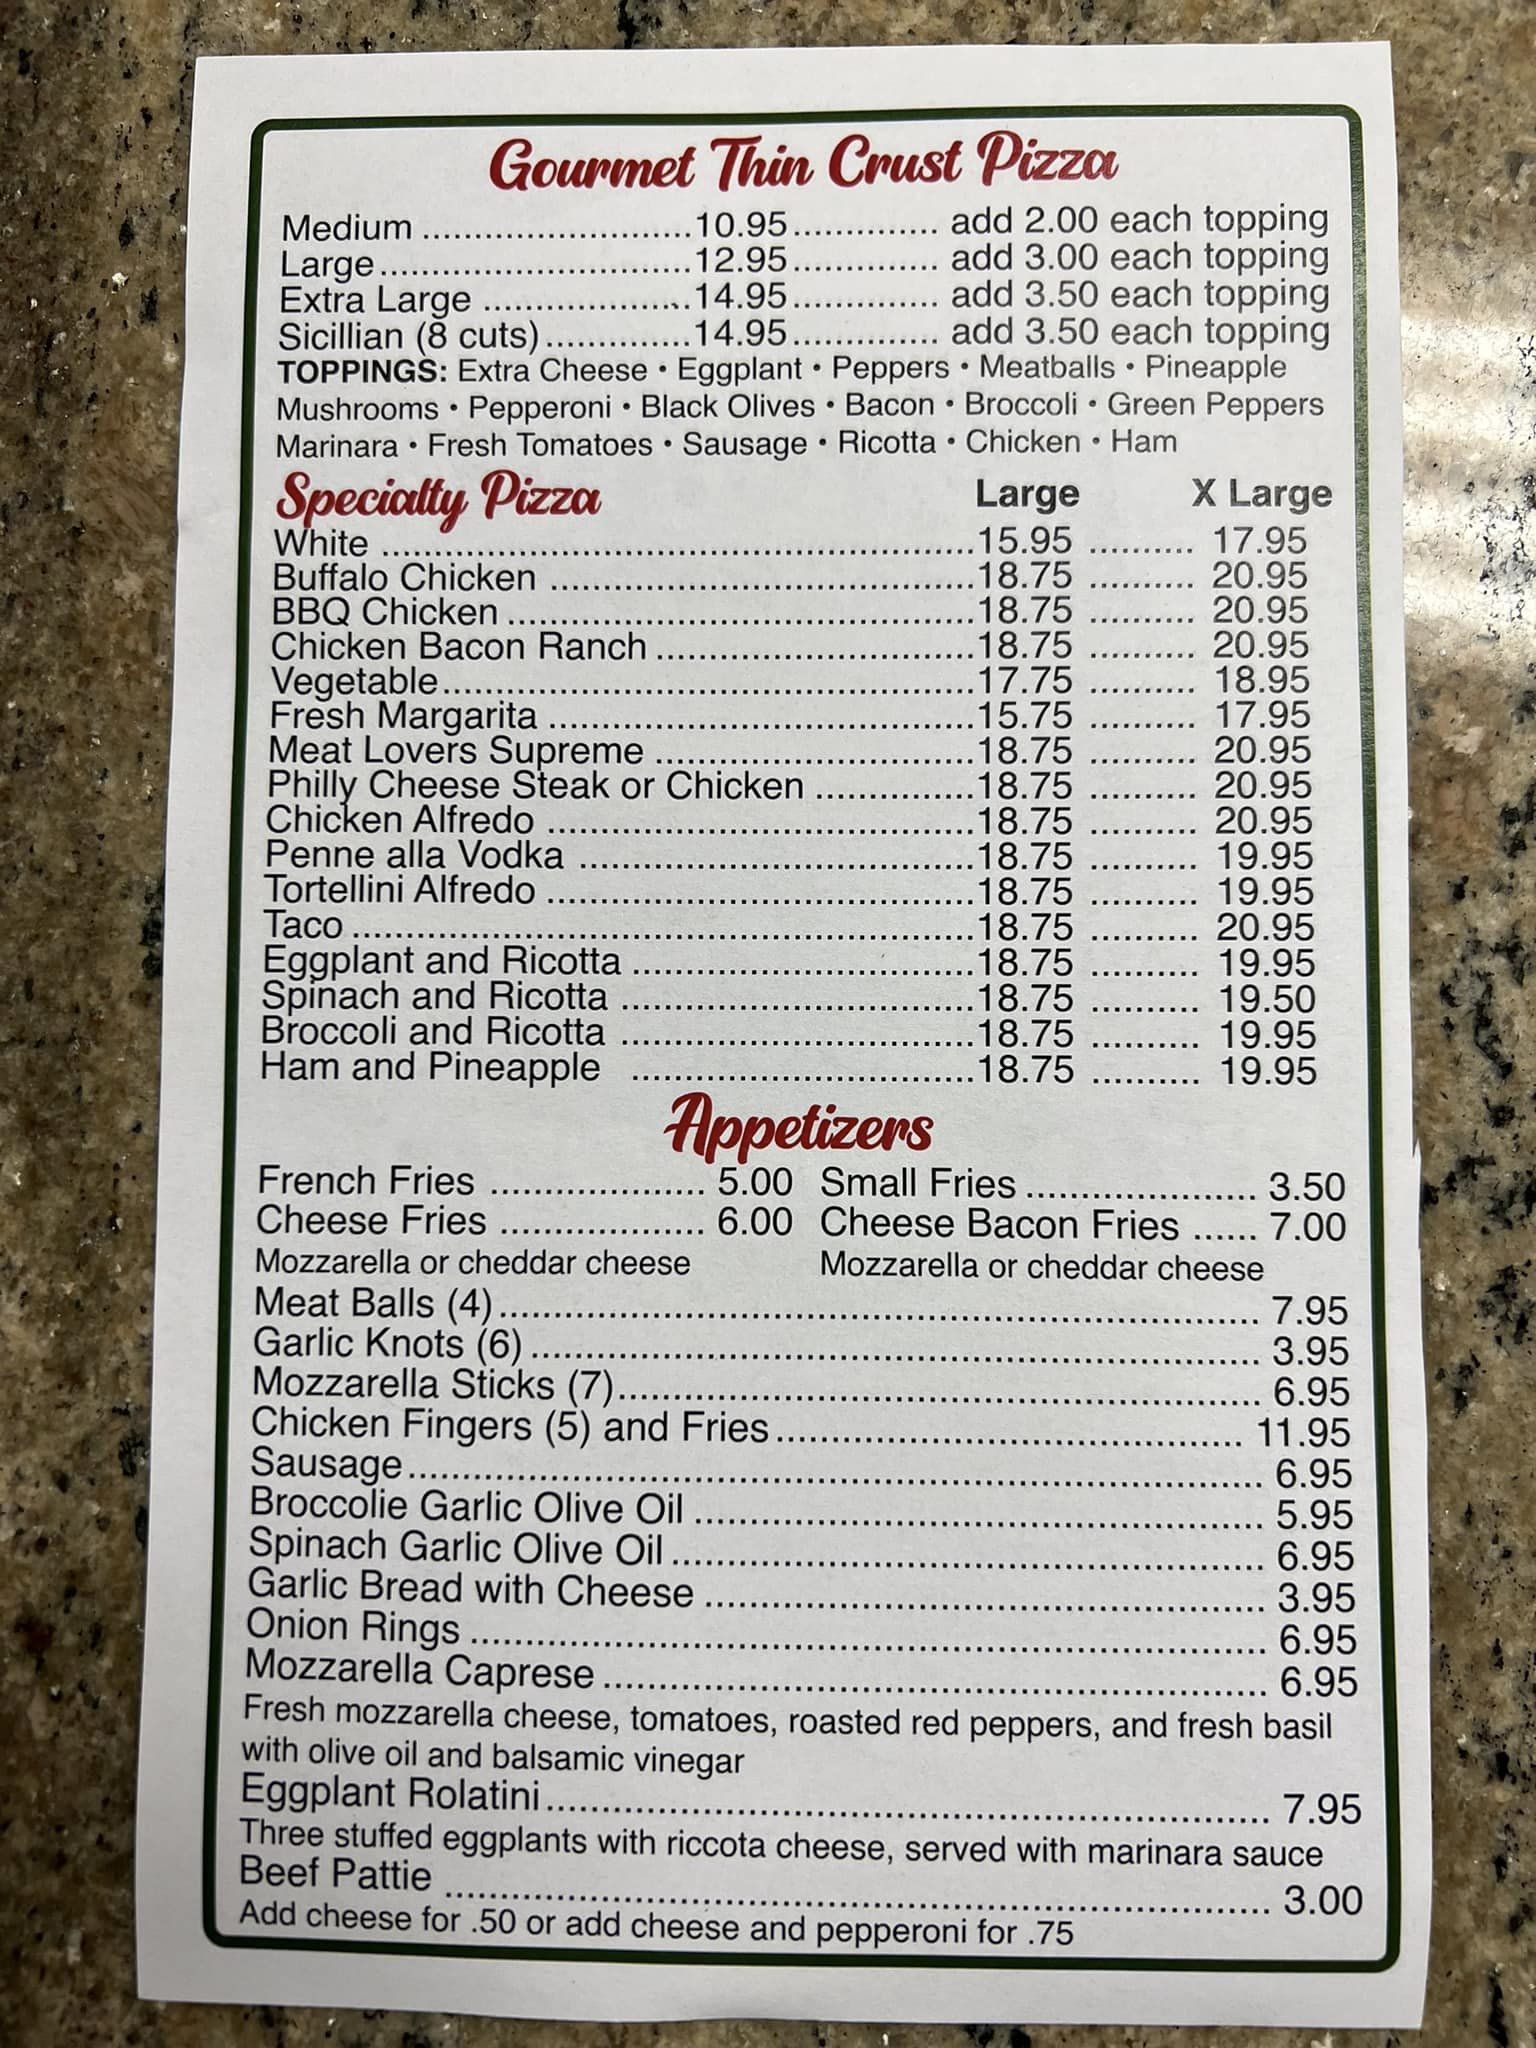 Gourmet Thin Crust Pizza
Medium ......................... 10.95 .............. add 2.00 each topping
Large ............................. 12.95 .............. add 3.00 each topping
Extra Large .................... 14.95 .............. add 3.50 each topping
Sicillian (8 cuts) .............. 14.95 .............. add 3.50 each topping
TOPPINGS: Extra Cheese • Eggplant • Peppers • Meatballs • Pineapple
Mushrooms • Pepperoni • Black Olives • Bacon • Broccoli • Green Peppers
Marinara • Fresh Tomatoes • Sausage • Ricotta • Chicken • Ham
Specialty Pizza Large X Large
White ........................ 15.95 .......... 17.95
Buffalo Chicken ........................ 18.75 .......... 20.95
BBQ Chicken ........................ 18.75 .......... 20.95
Chicken Bacon Ranch ........................ 18.75 .......... 20.95
Vegetable ........................ 17.75 .......... 18.95
Fresh Margarita ........................ 15.75 .......... 17.95
Meat Lovers Supreme ........................ 18.75 .......... 20.95
Philly Cheese Steak or Chicken ............... 18.75 .......... 20.95
Chicken Alfredo ........................ 18.75 .......... 20.95
Penne alla Vodka ........................ 18.75 .......... 19.95
Tortellini Alfredo ........................ 18.75 .......... 19.95
Taco ........................ 18.75 .......... 20.95
Eggplant and Ricotta ........................ 18.75 .......... 19.95
Spinach and Ricotta ........................ 18.75 .......... 19.50
Broccoli and Ricotta ........................ 18.75 .......... 19.95
Ham and Pineapple ........................ 18.75 .......... 19.95
Appetizers
French Fries .................... 5.00 Small Fries ..................... 3.50
Cheese Fries ................... 6.00 Cheese Bacon Fries ...... 7.00
Mozzarella or cheddar cheese Mozzarella or cheddar cheese
Meat Balls (4) ........................ 7.95
Garlic Knots (6) ........................ 3.95
Mozzarella Sticks (7) ........................ 6.95
Chicken Fingers (5) and Fries ........................ 11.95
Sausage ........................ 6.95
Broccolie Garlic Olive Oil ........................ 5.95
Spinach Garlic Olive Oil ........................ 6.95
Garlic Bread with Cheese ........................ 3.95
Onion Rings ........................ 6.95
Mozzarella Caprese ........................ 6.95
Fresh mozzarella cheese, tomatoes, roasted red peppers, and fresh basil
with olive oil and balsamic vinegar
Eggplant Rolatini ........................ 7.95
Three stuffed eggplants with riccota cheese, served with marinara sauce
Beef Pattie ........................ 3.00
Add cheese for .50 or add cheese and pepperoni for .75